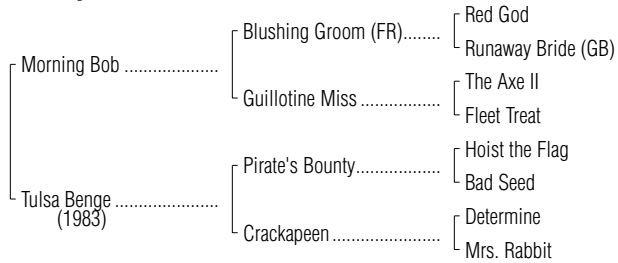 Red God
Blushing Groom (FR)........
Runaway Bride (GB)
Morning Bob ....................
The Axe II
Guillotine Miss .................
Fleet Treat
Hoist the Flag
Pirate's Bounty..................
Bad Seed
Tulsa Benge ......................
(1983)
Determine
Crackapeen .......................
Mrs. Rabbit